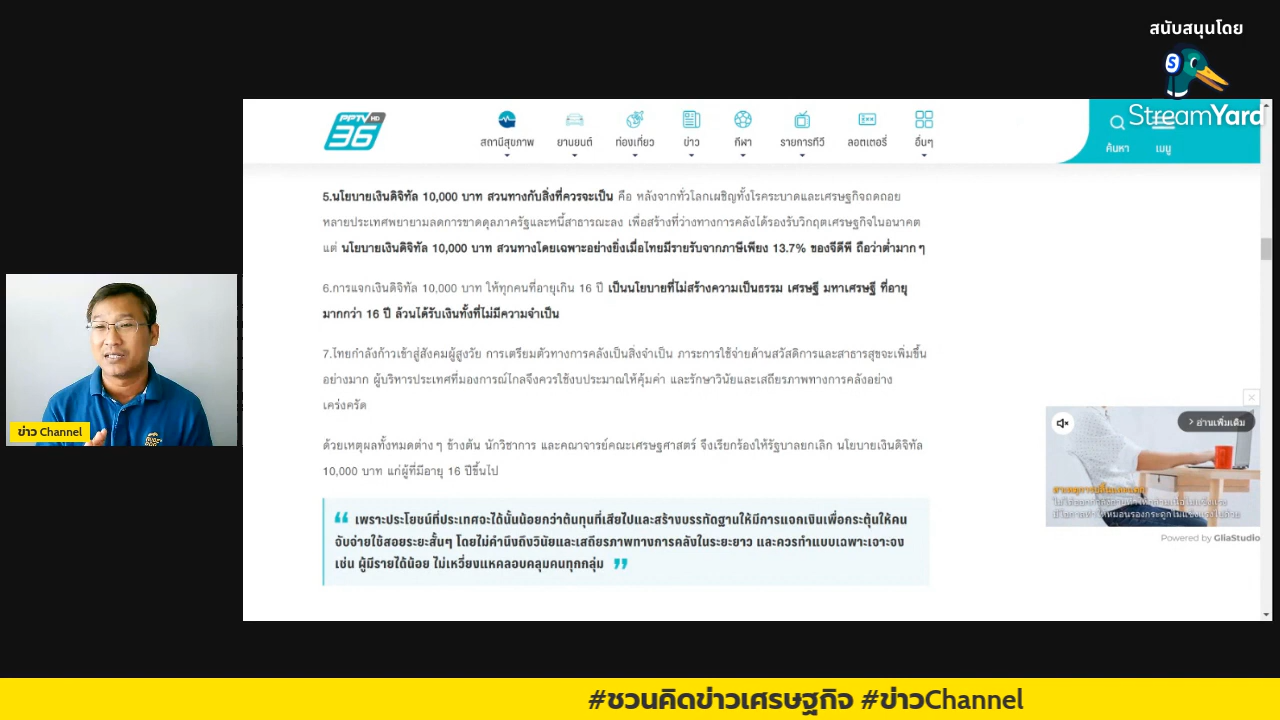 สนับสนุนโดย
S
StreamYard
PPTV HD
36
สถานีสุขภาพ ยานยนต์ ท่องเที่ยว ข่าว กีฬา รายการทีวี ลอตเตอรี่ อื่นๆ ค้นหา เมนู
5.นโยบายเงินดิจิทัล 10,000 บาท สวนทางกับสิ่งที่ควรจะเป็น คือ หลังจากทั่วโลกเผชิญทั้งโรคระบาดและเศรษฐกิจถดถอย
หลายประเทศพยายามลดการขาดดุลภาครัฐและหนี้สาธารณะลง เพื่อสร้างที่ว่างทางการคลังไว้รองรับวิกฤตเศรษฐกิจในอนาคต
แต่ นโยบายเงินดิจิทัล 10,000 บาท สวนทางโดยเฉพาะอย่างยิ่งเมื่อไทยมีรายรับจากภาษีเพียง 13.7% ของจีดีพี ถือว่าต่ำมาก ๆ
6.การแจกเงินดิจิทัล 10,000 บาท ให้ทุกคนที่อายุเกิน 16 ปี เป็นนโยบายที่ไม่สร้างความเป็นธรรม เศรษฐี มหาเศรษฐี ที่อายุ
มากกว่า 16 ปี ล้วนได้รับเงินทั้งที่ไม่มีความจำเป็น
7.ไทยกำลังก้าวเข้าสู่สังคมผู้สูงวัย การเตรียมตัวทางการคลังเป็นสิ่งจำเป็น ภาระการใช้จ่ายด้านสวัสดิการและสาธารสุขจะเพิ่มขึ้น
อย่างมาก ผู้บริหารประเทศที่มองการณ์ไกลจึงควรใช้งบประมาณให้คุ้มค่า และรักษาวินัยและเสถียรภาพทางการคลังอย่าง
เคร่งครัด
ด้วยเหตุผลทั้งหมดต่าง ๆ ข้างต้น นักวิชาการ และคณาจารย์คณะเศรษฐศาสตร์ จึงเรียกร้องให้รัฐบาลยกเลิก นโยบายเงินดิจิทัล
10,000 บาท แก่ผู้ที่มีอายุ 16 ปีขึ้นไป
“ เพราะประโยชน์ที่ประเทศจะได้นั้นน้อยกว่าต้นทุนที่เสียไปและสร้างบรรทัดฐานให้มีการแจกเงินเพื่อกระตุ้นให้คน
จับจ่ายใช้สอยระยะสั้นๆ โดยไม่คำนึงถึงวินัยและเสถียรภาพทางการคลังในระยะยาว และควรทำแบบเฉพาะเจาะจง
เช่น ผู้มีรายได้น้อย ไม่เหวี่ยงแหคลอบคลุมคนทุกกลุ่ม ”
> อ่านเพิ่มเติม
Powered by GliaStudio
ข่าว Channel
#ชวนคิดข่าวเศรษฐกิจ #ข่าวChannel